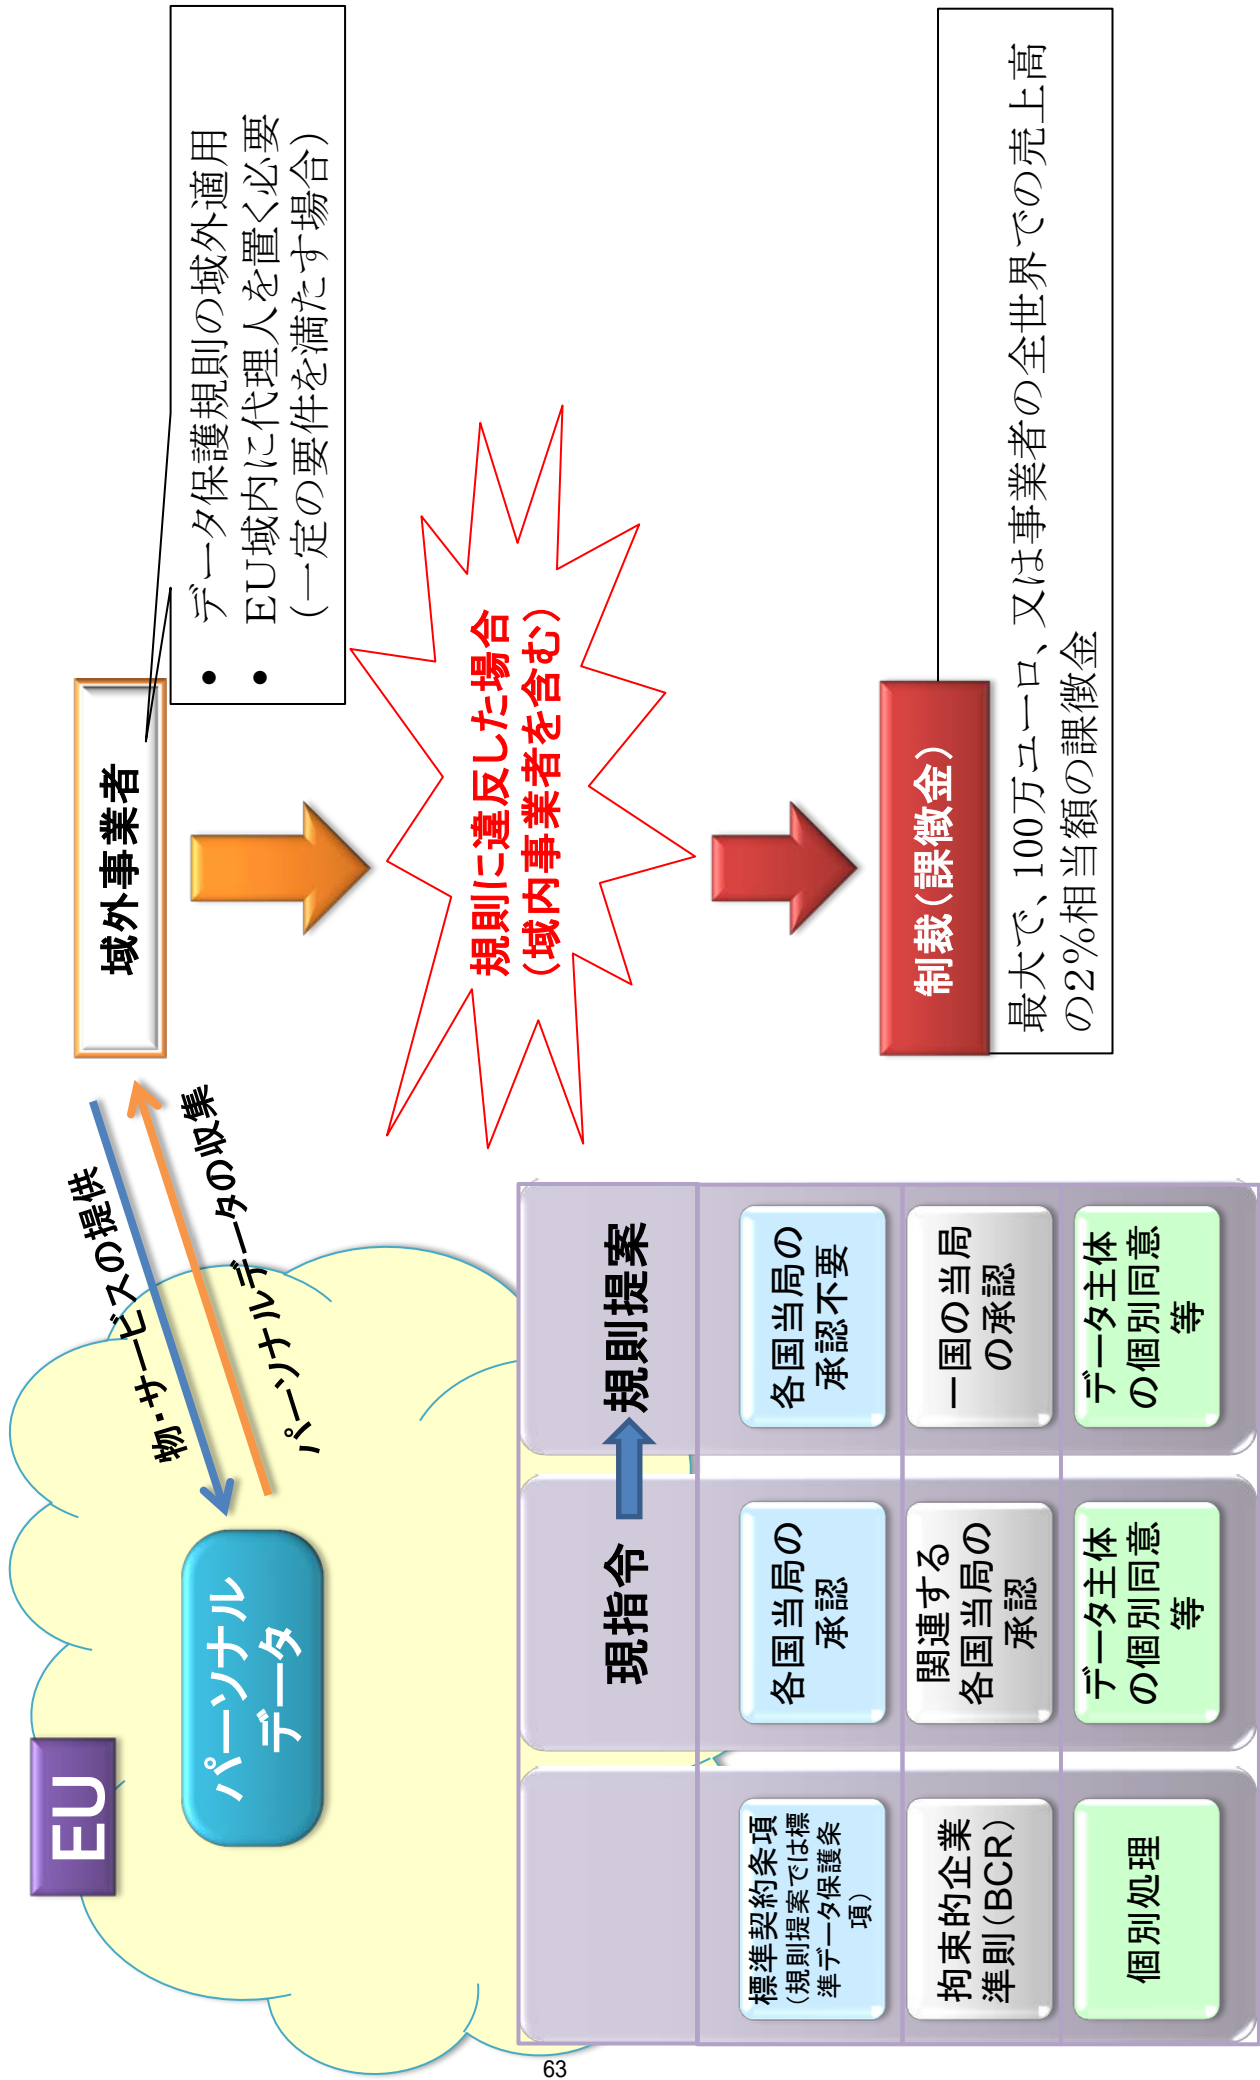 EU
パーソナル
データ
物・サービスの提供
パーソナルデータの収集
域外事業者
• データ保護規則の域外適用
• EU域内に代理人を置く必要
(一定の要件を満たす場合)
規則に違反した場合
(域内事業者を含む)
制裁(課徴金)
最大で、100万ユーロ、又は事業者の全世界での売上高
の2%相当額の課徴金
現指令
規則提案
標準契約条項
(規則提案では標
準データ保護条
項)
各国当局の
承認
各国当局の
承認不要
拘束的企業
準則(BCR)
関連する
各国当局の
承認
一国の当局
の承認
個別処理
データ主体
の個別同意
等
データ主体
の個別同意
等
63